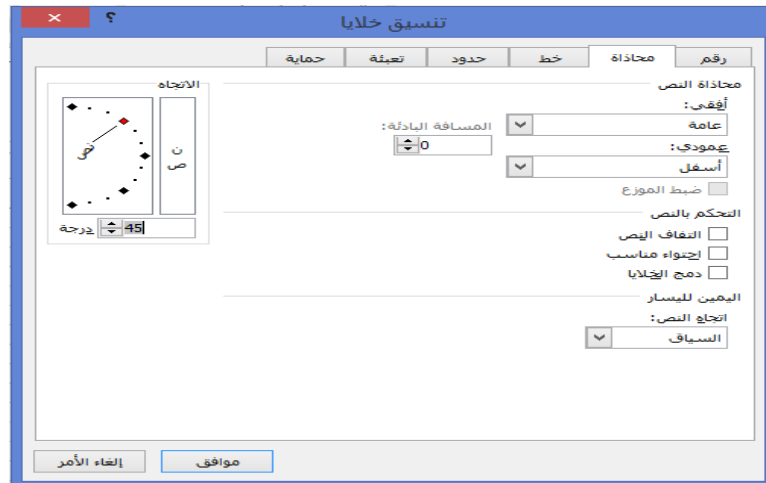 تنسيق خلايا
؟ ×
رقم محاذاة خط حدود تعبئة حماية
محاذاة النص
أفقي:
عامة
المسافة البادئة:
0
عمودي:
أسفل
ضبط الموزع
التحكم بالنص
التفاف النص
احتواء مناسب
دمج الخلايا
اليمين لليسار
اتجاه النص:
السياق
الاتجاه
ن
ص
نص
45 درجة
موافق إلغاء الأمر